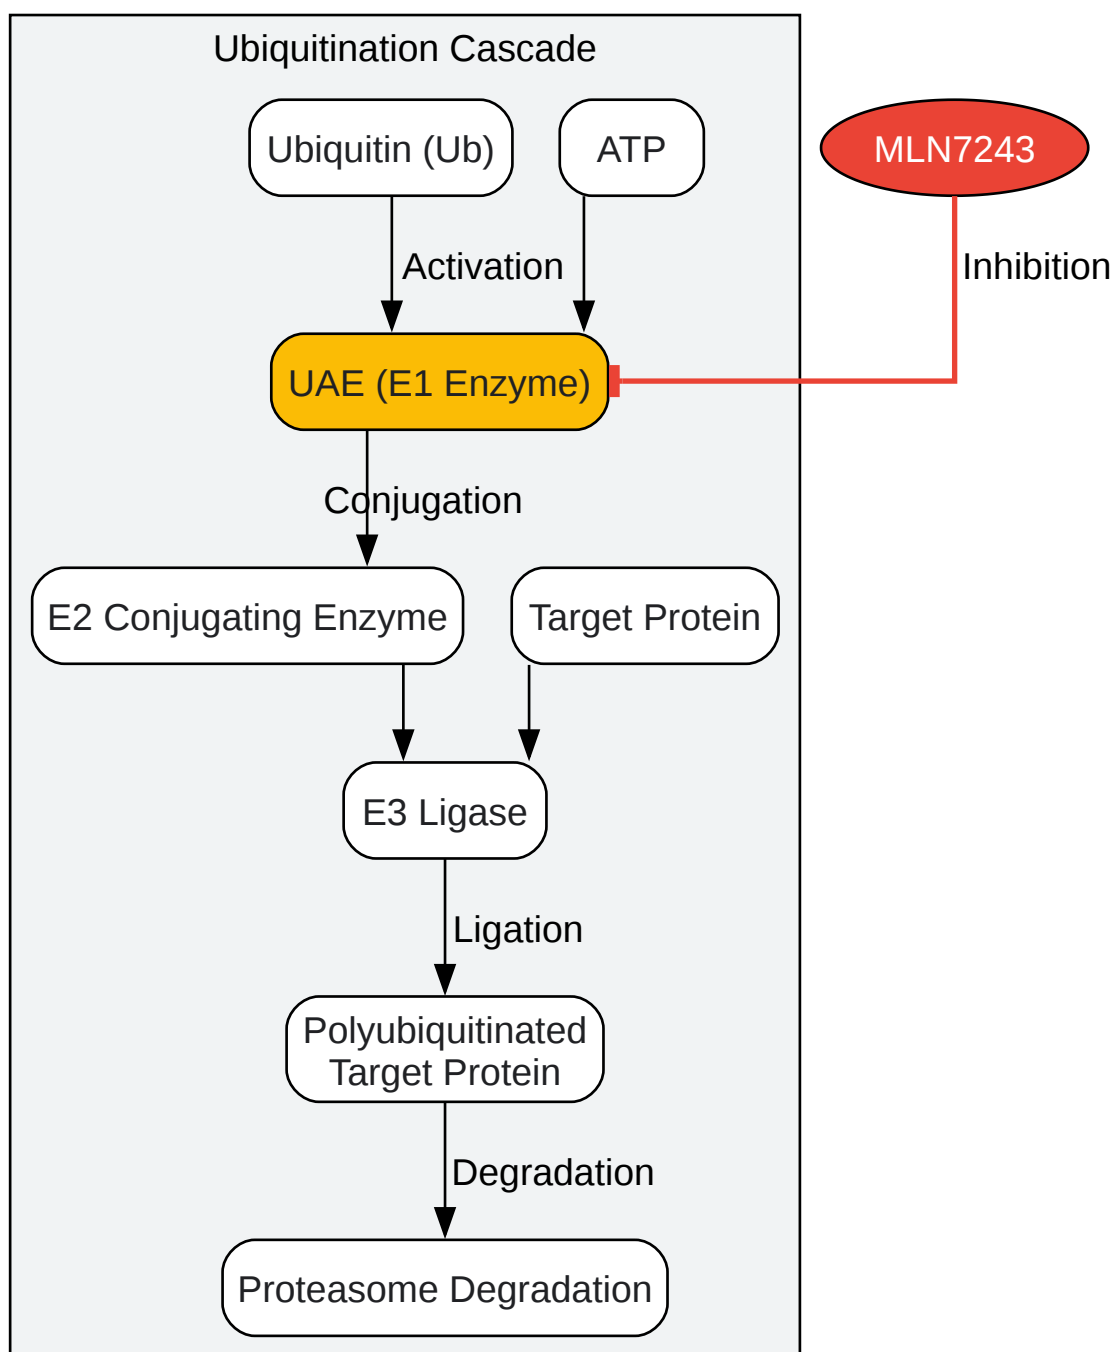 Ubiquitination Cascade
Ubiquitin (Ub)
ATP
MLN7243
Activation
Inhibition
UAE (E1 Enzyme)
Conjugation
E2 Conjugating Enzyme
Target Protein
E3 Ligase
Ligation
Polyubiquitinated
Target Protein
Degradation
Proteasome Degradation